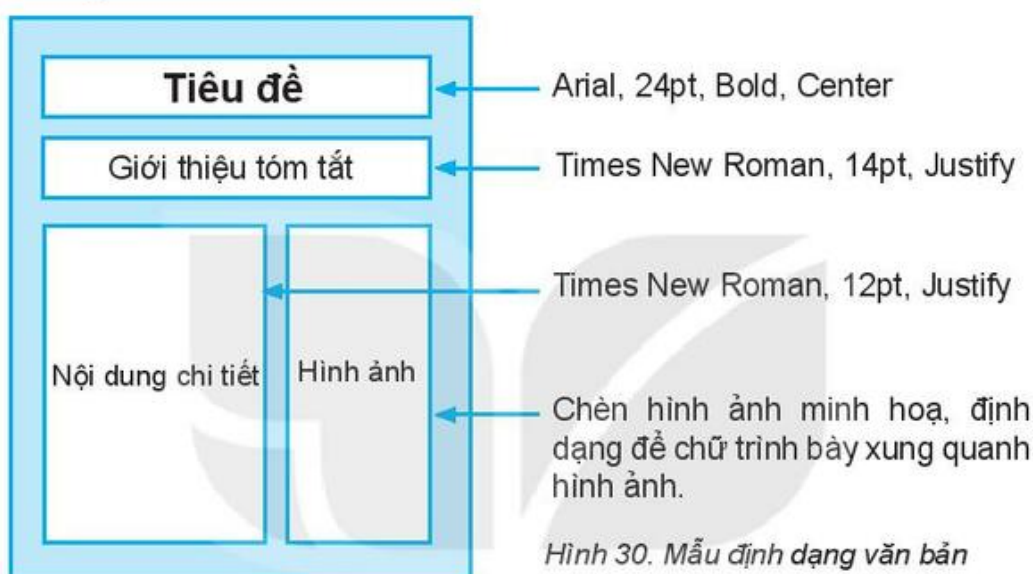 Tiêu đề
Arial, 24pt, Bold, Center
Giới thiệu tóm tắt
Times New Roman, 14pt, Justify
Times New Roman, 12pt, Justify
Nội dung chi tiết
Hình ảnh
Chèn hình ảnh minh hoạ, định
dạng để chữ trình bày xung quanh
hình ảnh.
Hình 30. Mẫu định dạng văn bản